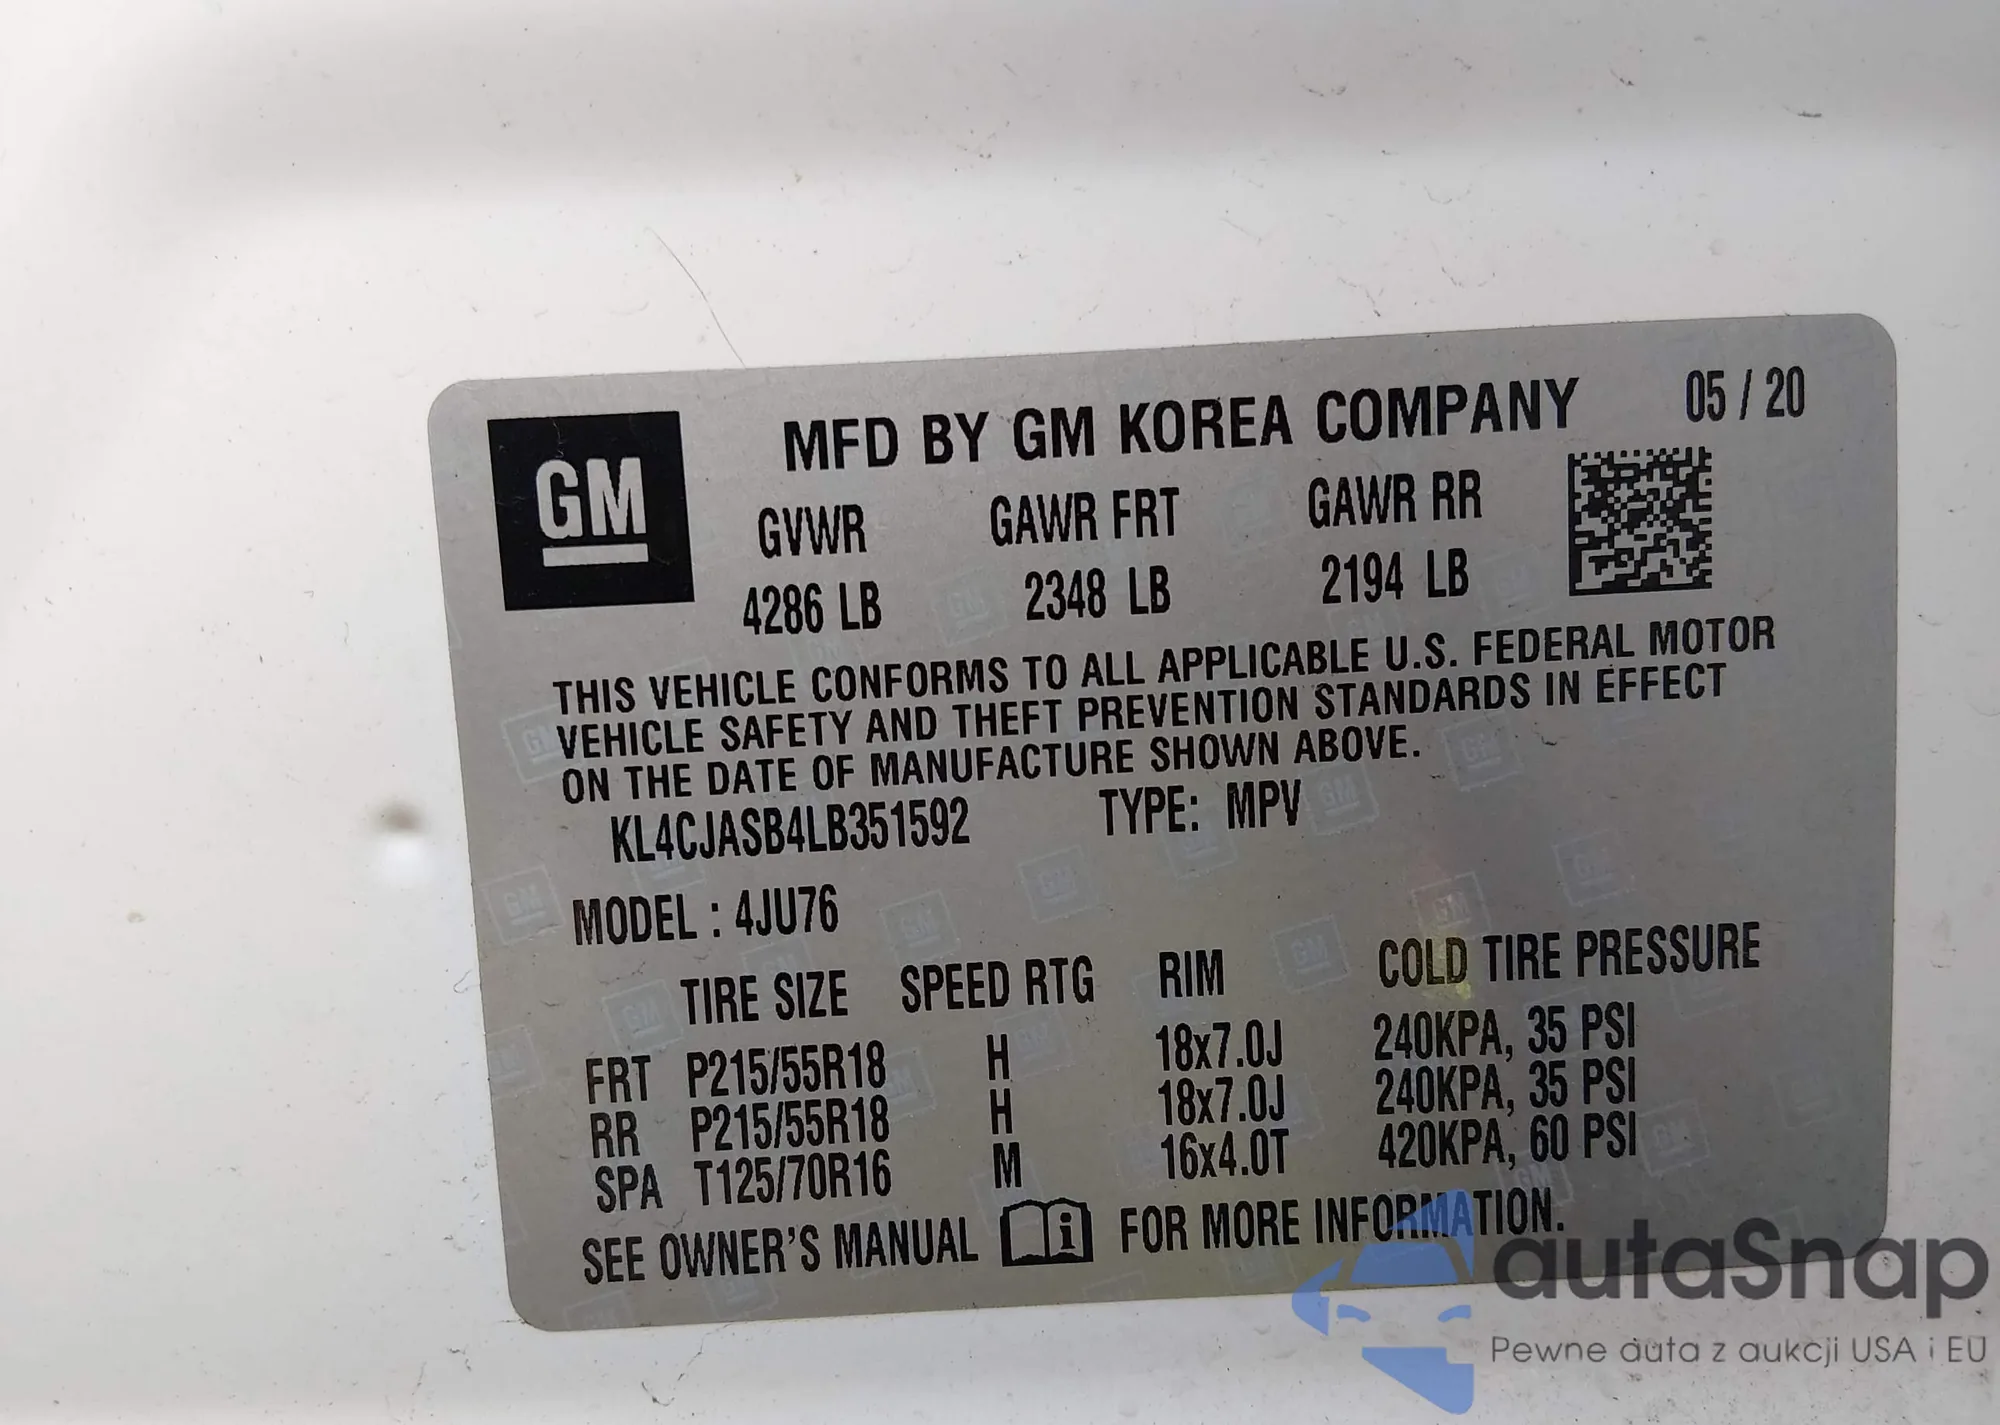 MFD BY GM KOREA COMPANY 05 / 20
GM
GVWR GAWR FRT GAWR RR
4286 LB 2348 LB 2194 LB
THIS VEHICLE CONFORMS TO ALL APPLICABLE U.S. FEDERAL MOTOR
VEHICLE SAFETY AND THEFT PREVENTION STANDARDS IN EFFECT
ON THE DATE OF MANUFACTURE SHOWN ABOVE.
KL4CJASB4LB351592 TYPE: MPV
MODEL : 4JU76
TIRE SIZE SPEED RTG RIM COLD TIRE PRESSURE
FRT P215/55R18 H 18x7.0J 240KPA, 35 PSI
RR P215/55R18 H 18x7.0J 240KPA, 35 PSI
SPA T125/70R16 M 16x4.0T 420KPA, 60 PSI
SEE OWNER'S MANUAL i FOR MORE INFORMATION.
autaSnap
Pewne auta z aukcji USA i EU